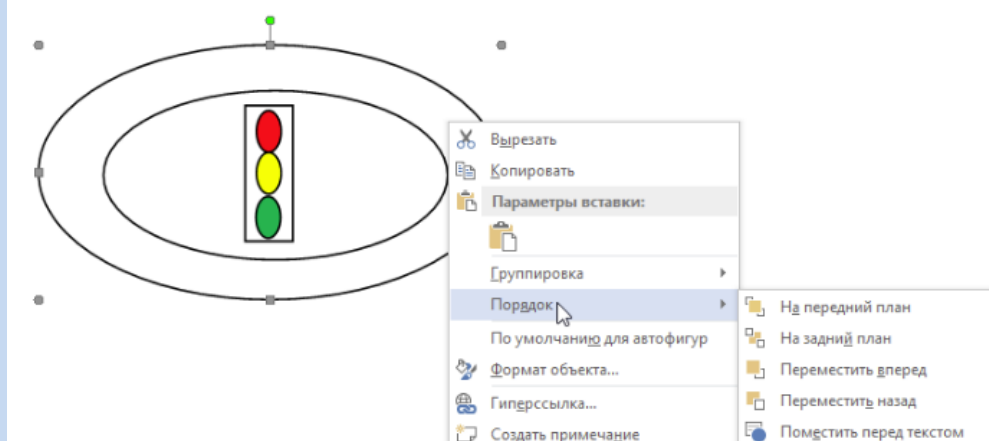 Вырезать
Копировать
Параметры вставки:
Группировка
Порядок
По умолчанию для автофигур
Формат объекта...
Гиперссылка...
Создать примечание
На передний план
На задний план
Переместить вперед
Переместить назад
Поместить перед текстом